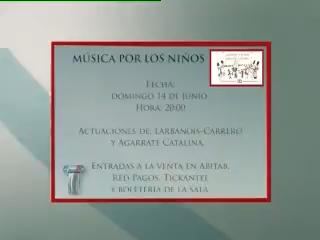 MÚSICA POR LOS NIÑOS
FECHA:
DOMINGO 14 DE JUNIO
HORA: 20:00
ACTUACIONES DE: LARBANOIS-CARRERO
Y AGARRATE CATALINA.
ENTRADAS A LA VENTA EN ABITAB,
RED PAGOS, TICKANTEL
Y BOLETERÍA DE LA SALA